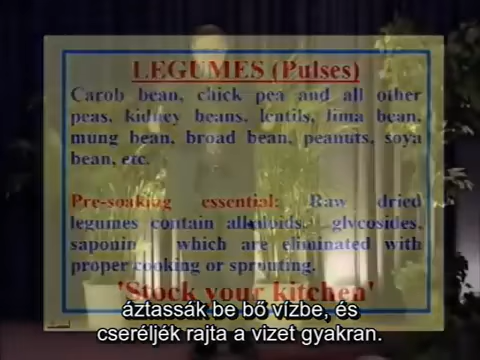 LEGUMES (Pulses)
Carob bean, chick pea and all other
peas, kidney beans, lentils, lima bean,
mung bean, broad bean, peanuts, soya
bean, etc.
Pre-soaking essential: Raw dried
legumes contain alkaloids, glycosides,
saponin which are eliminated with
proper cooking or sprouting.
'Stock your kitchen'
áztassák be bő vízbe, és
cseréljék rajta a vizet gyakran.